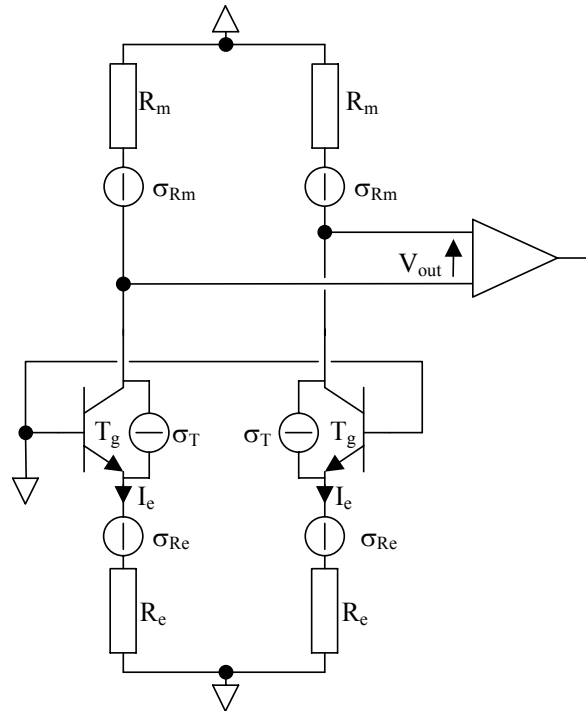 R_m
R_m
σ_Rm
σ_Rm
V_out
T_g
σ_T
σ_T
T_g
I_e
I_e
σ_Re
σ_Re
R_e
R_e